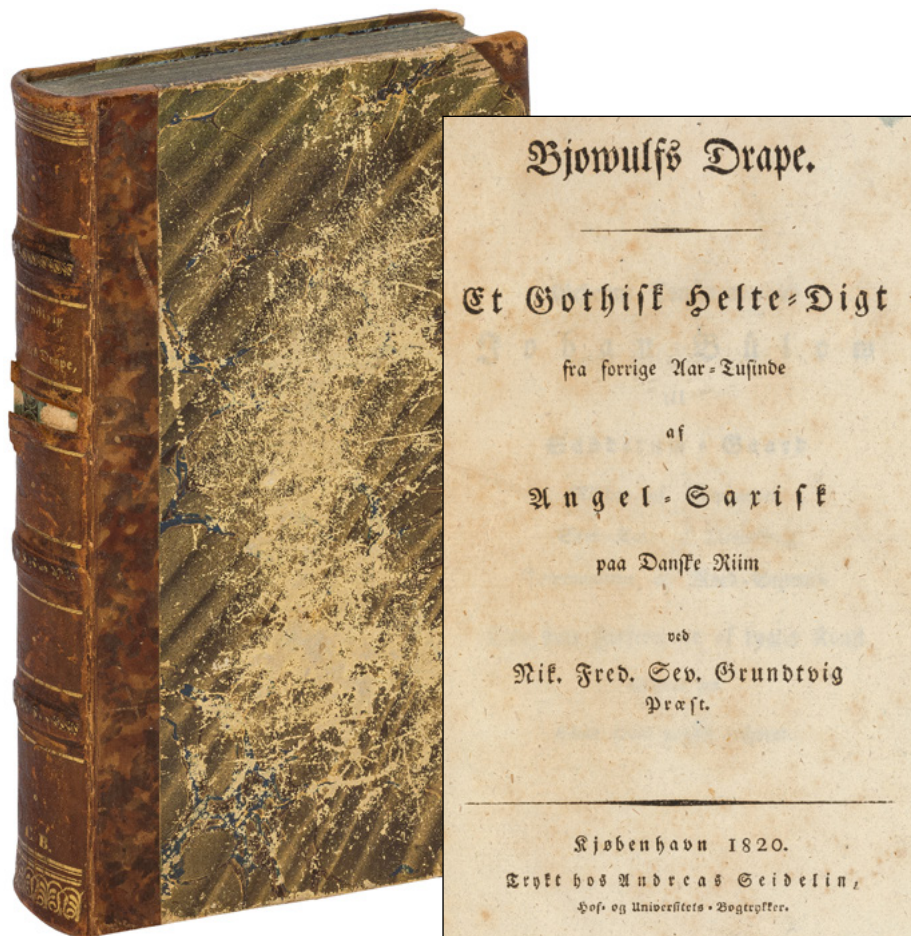 Drape,
B.
Bjowulfs Drape.
Et Gothisk Helte-Digt
fra forrige Aar-Tusinde
af
Angel-Saxisk
paa Danske Riim
ved
Nik. Fred. Sev. Grundtvig
Præst.
Kjøbenhavn 1820.
Trykt hos Andreas Seidelin,
Hof- og Universitets-Bogtrykker.